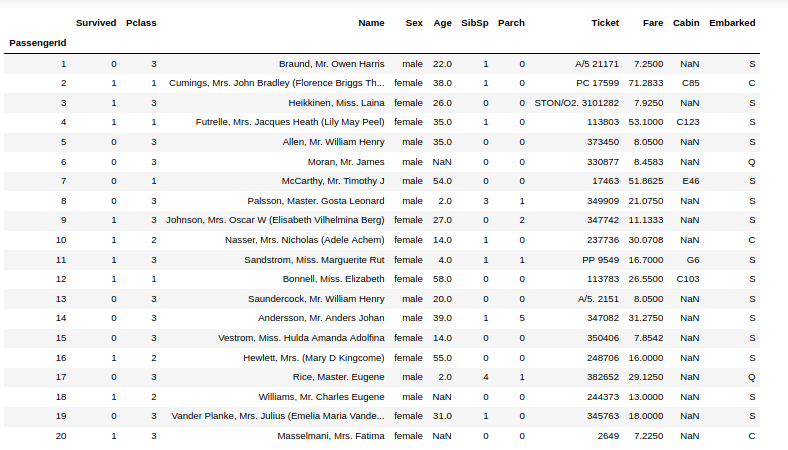 Survived Pclass Name Sex Age SibSp Parch Ticket Fare Cabin Embarked
PassengerId
1 0 3 Braund, Mr. Owen Harris male 22.0 1 0 A/5 21171 7.2500 NaN S
2 1 1 Cumings, Mrs. John Bradley (Florence Briggs Th... female 38.0 1 0 PC 17599 71.2833 C85 C
3 1 3 Heikkinen, Miss. Laina female 26.0 0 0 STON/O2. 3101282 7.9250 NaN S
4 1 1 Futrelle, Mrs. Jacques Heath (Lily May Peel) female 35.0 1 0 113803 53.1000 C123 S
5 0 3 Allen, Mr. William Henry male 35.0 0 0 373450 8.0500 NaN S
6 0 3 Moran, Mr. James male NaN 0 0 330877 8.4583 NaN Q
7 0 1 McCarthy, Mr. Timothy J male 54.0 0 0 17463 51.8625 E46 S
8 0 3 Palsson, Master. Gosta Leonard male 2.0 3 1 349909 21.0750 NaN S
9 1 3 Johnson, Mrs. Oscar W (Elisabeth Vilhelmina Berg) female 27.0 0 2 347742 11.1333 NaN S
10 1 2 Nasser, Mrs. Nicholas (Adele Achem) female 14.0 1 0 237736 30.0708 NaN C
11 1 3 Sandstrom, Miss. Marguerite Rut female 4.0 1 1 PP 9549 16.7000 G6 S
12 1 1 Bonnell, Miss. Elizabeth female 58.0 0 0 113783 26.5500 C103 S
13 0 3 Saundercock, Mr. William Henry male 20.0 0 0 A/5. 2151 8.0500 NaN S
14 0 3 Andersson, Mr. Anders Johan male 39.0 1 5 347082 31.2750 NaN S
15 0 3 Vestrom, Miss. Hulda Amanda Adolfina female 14.0 0 0 350406 7.8542 NaN S
16 1 2 Hewlett, Mrs. (Mary D Kingcome) female 55.0 0 0 248706 16.0000 NaN S
17 0 3 Rice, Master. Eugene male 2.0 4 1 382652 29.1250 NaN Q
18 1 2 Williams, Mr. Charles Eugene male NaN 0 0 244373 13.0000 NaN S
19 0 3 Vander Planke, Mrs. Julius (Emelia Maria Vande... female 31.0 1 0 345763 18.0000 NaN S
20 1 3 Masselmani, Mrs. Fatima female NaN 0 0 2649 7.2250 NaN C